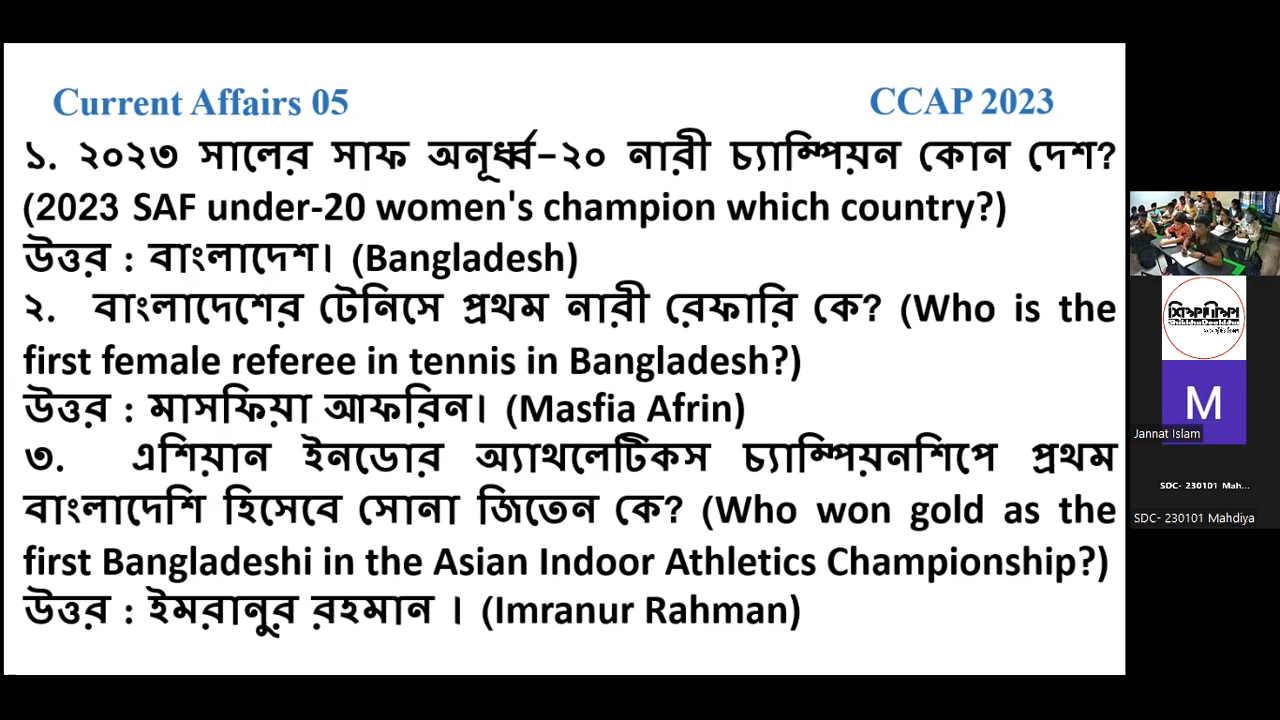 Current Affairs 05 CCAP 2023
১. ২০২৩ সালের সাফ অনূর্ধ্ব-২০ নারী চ্যাম্পিয়ন কোন দেশ?
(2023 SAF under-20 women's champion which country?)
উত্তর : বাংলাদেশ। (Bangladesh)
২. বাংলাদেশের টেনিসে প্রথম নারী রেফারি কে? (Who is the
first female referee in tennis in Bangladesh?)
উত্তর : মাসফিয়া আফরিন। (Masfia Afrin)
৩. এশিয়ান ইনডোর অ্যাথলেটিকস চ্যাম্পিয়নশিপে প্রথম
বাংলাদেশি হিসেবে সোনা জিতেন কে? (Who won gold as the
first Bangladeshi in the Asian Indoor Athletics Championship?)
উত্তর : ইমরানুর রহমান । (Imranur Rahman)
M
Jannat Islam
SDC- 230101 Mah...
SDC- 230101 Mahdiya